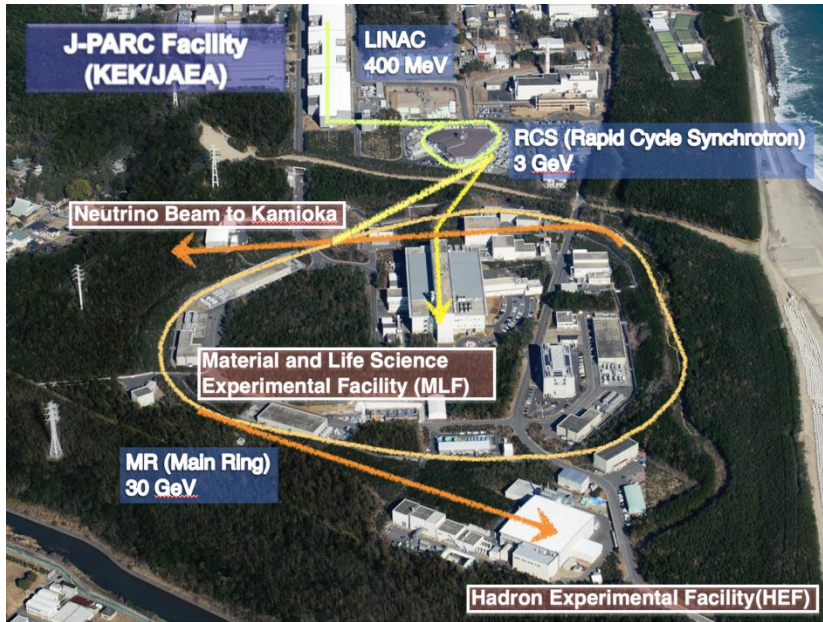 J-PARC Facility
(KEK/JAEA)
LINAC
400 MeV
RCS (Rapid Cycle Synchrotron)
3 GeV
Neutrino Beam to Kamioka
Material and Life Science
Experimental Facility (MLF)
MR (Main Ring)
30 GeV
Hadron Experimental Facility(HEF)